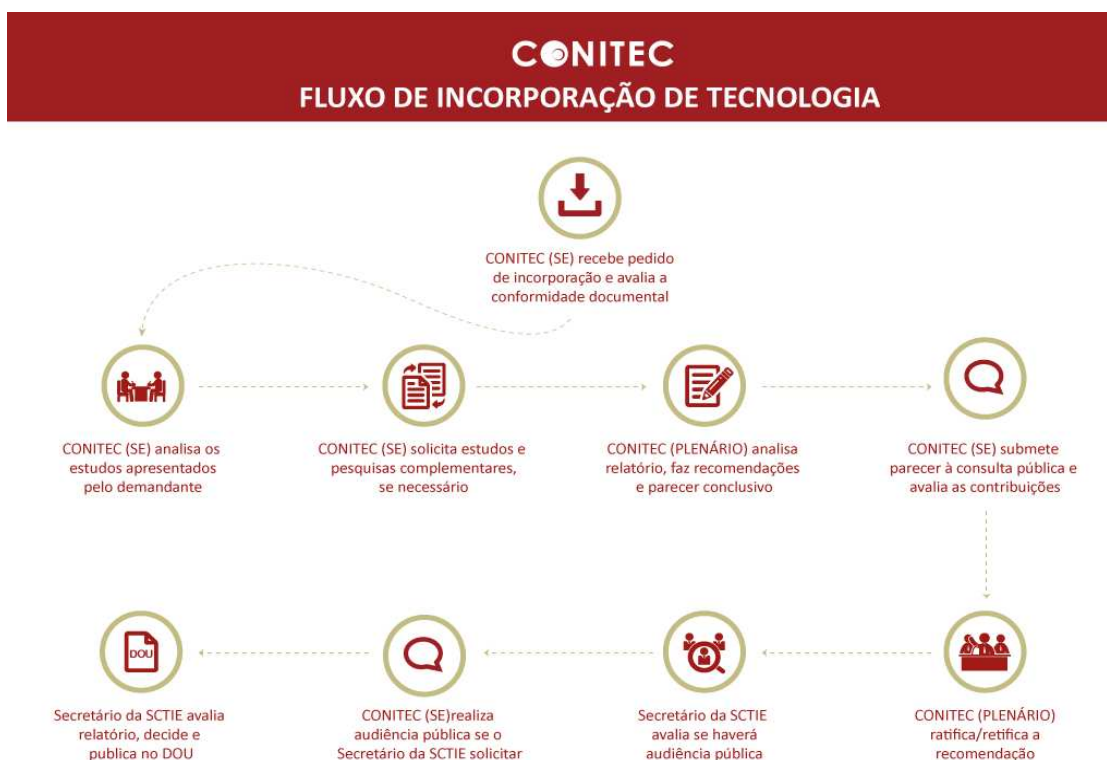 CONITEC
FLUXO DE INCORPORAÇÃO DE TECNOLOGIA
CONITEC (SE) recebe pedido
de incorporação e avalia a
conformidade documental
CONITEC (SE) analisa os
estudos apresentados
pelo demandante
CONITEC (SE) solicita estudos e
pesquisas complementares,
se necessário
CONITEC (PLENÁRIO) analisa
relatório, faz recomendações
e parecer conclusivo
CONITEC (SE) submete
parecer à consulta pública e
avalia as contribuições
CONITEC (PLENÁRIO)
ratifica/retifica a
recomendação
Secretário da SCTIE
avalia se haverá
audiência pública
CONITEC (SE)realiza
audiência pública se o
Secretário da SCTIE solicitar
DOU
Secretário da SCTIE avalia
relatório, decide e
publica no DOU